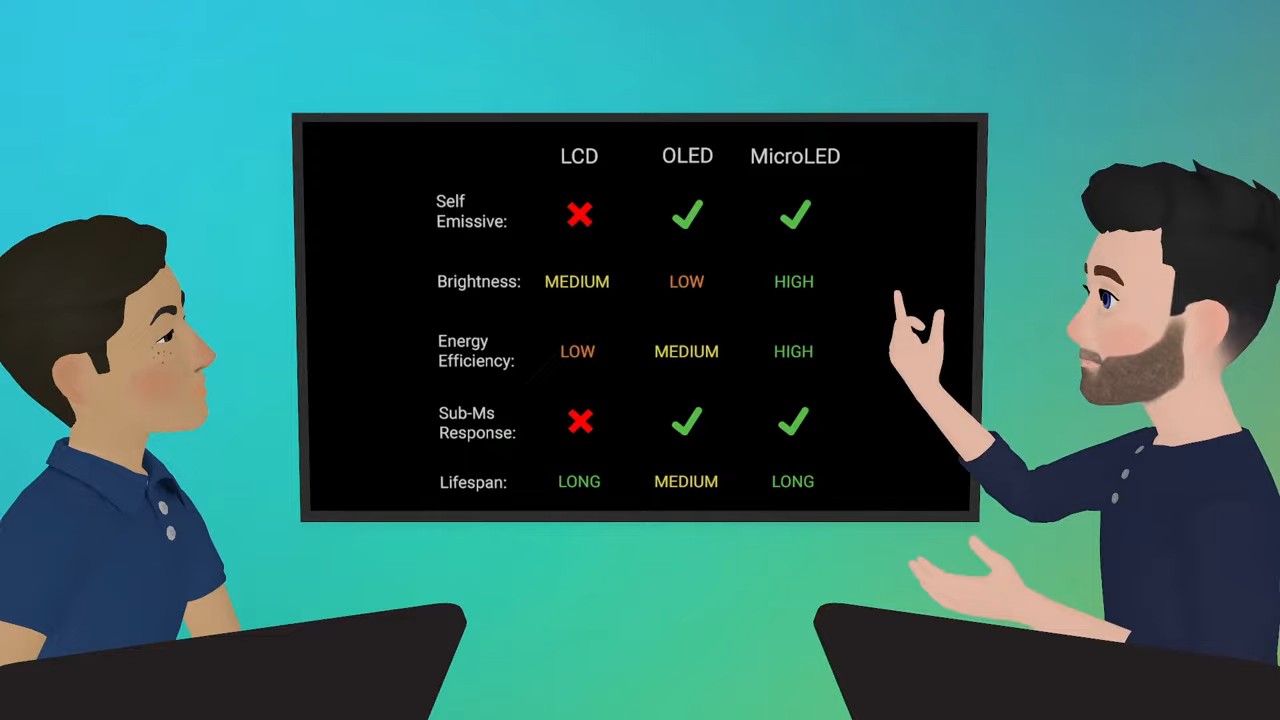 LCD OLED MicroLED
Self
Emissive:
Brightness: MEDIUM LOW HIGH
Energy
Efficiency: LOW MEDIUM HIGH
Sub-Ms
Response:
Lifespan: LONG MEDIUM LONG